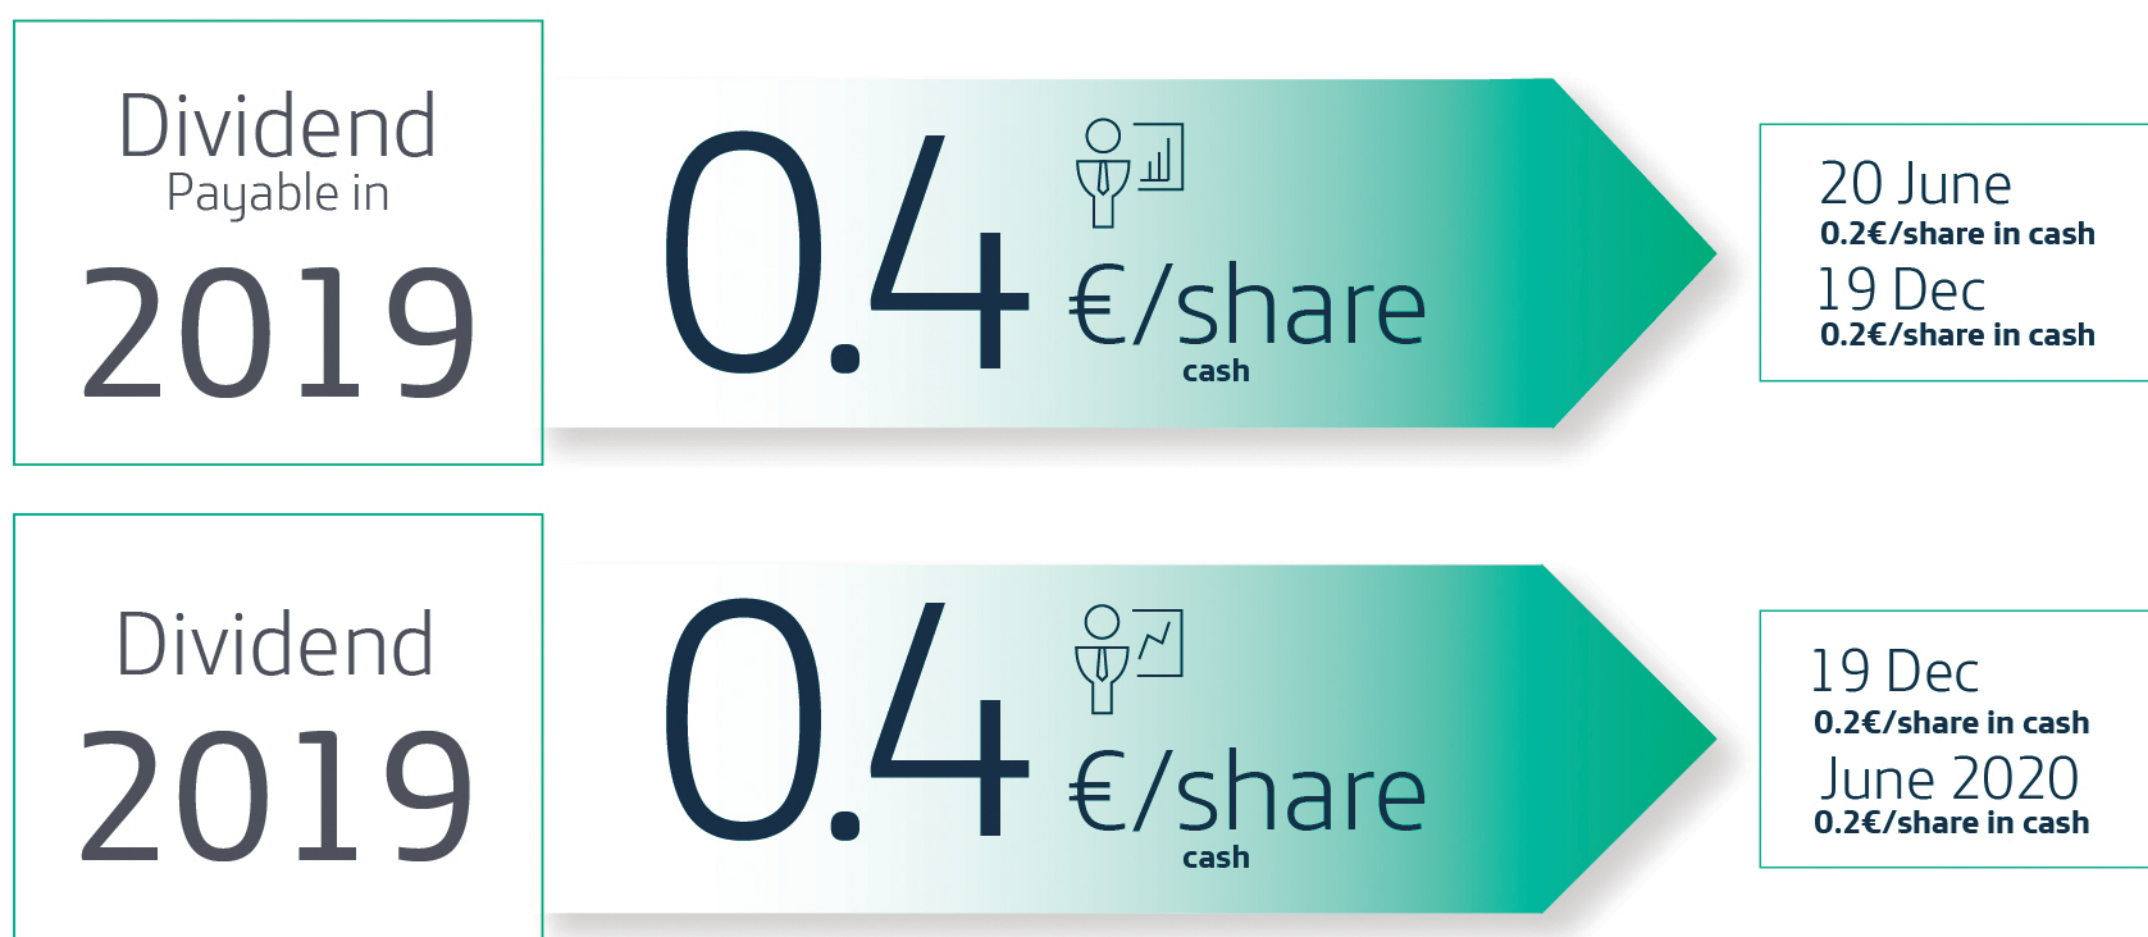 Dividend
Payable in
2019
0.4
€/share
cash
20 June
0.2€/share in cash
19 Dec
0.2€/share in cash
Dividend
2019
0.4
€/share
cash
19 Dec
0.2€/share in cash
June 2020
0.2€/share in cash